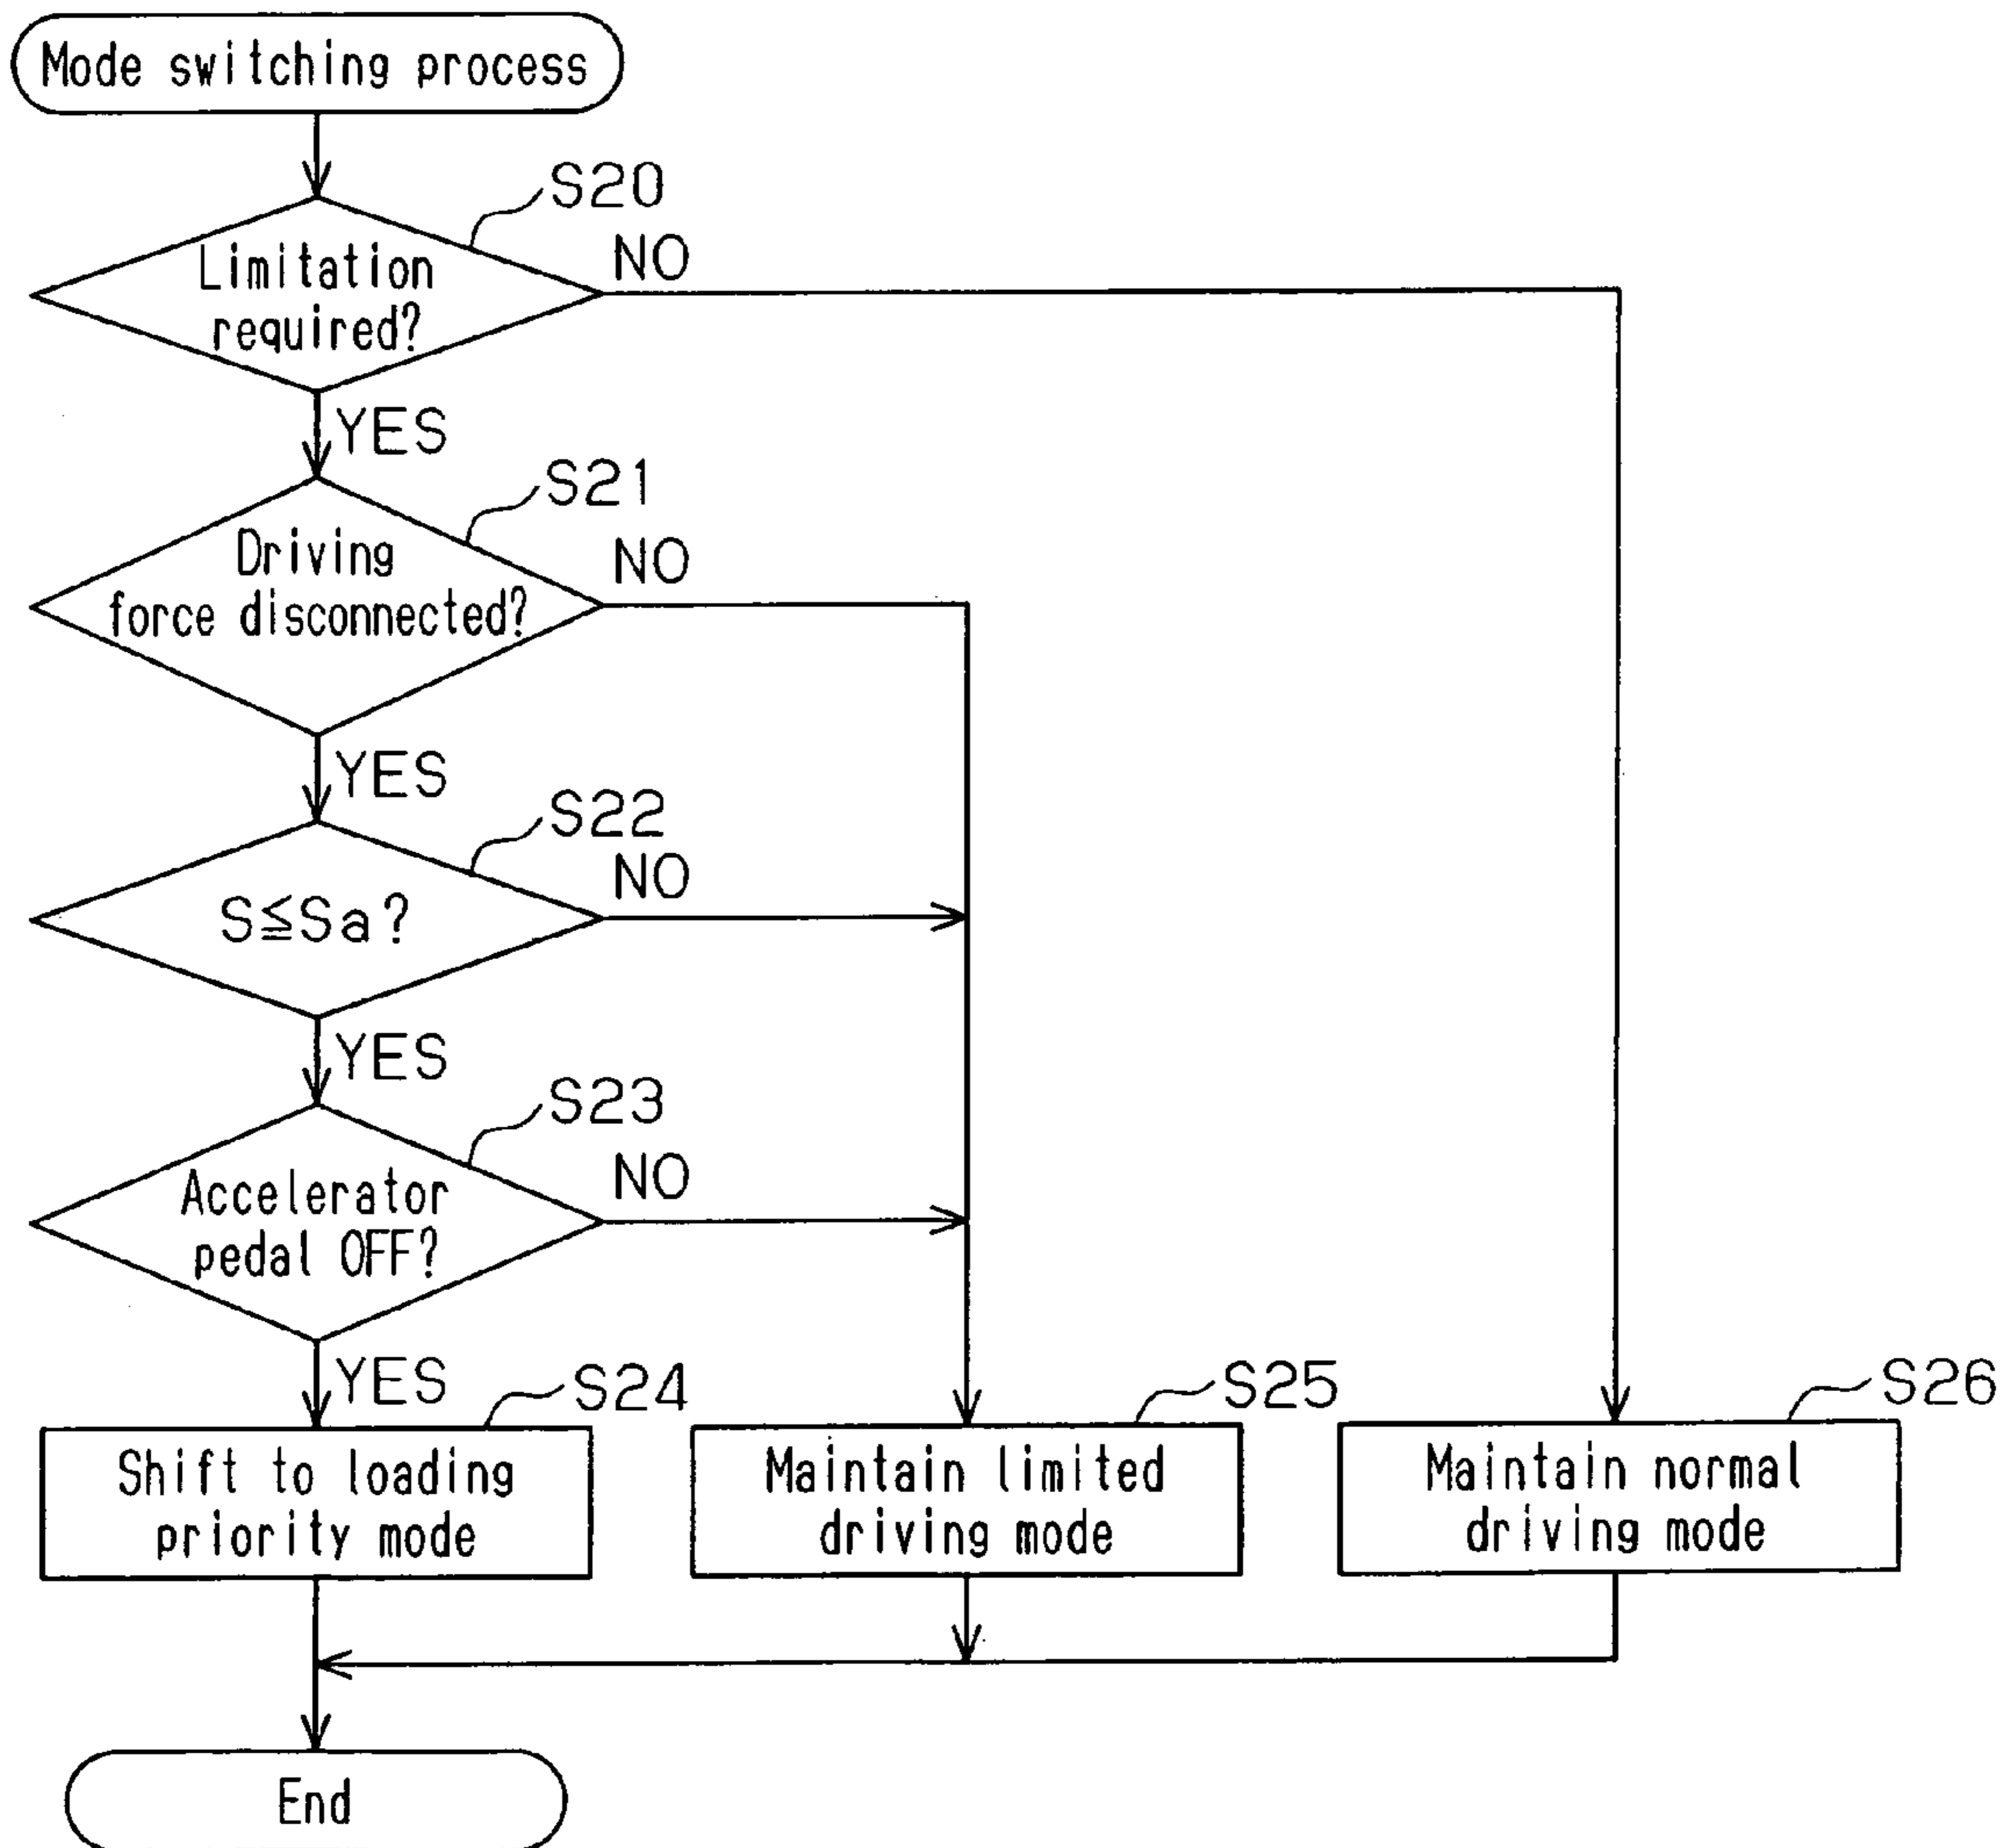 Mode switching process
S20
Limitation
required?
NO
YES
S21
Driving
force disconnected?
NO
YES
S22
S≦Sa?
NO
YES
S23
Accelerator
pedal OFF?
NO
YES
S24
Shift to loading
priority mode
S25
Maintain limited
driving mode
S26
Maintain normal
driving mode
End